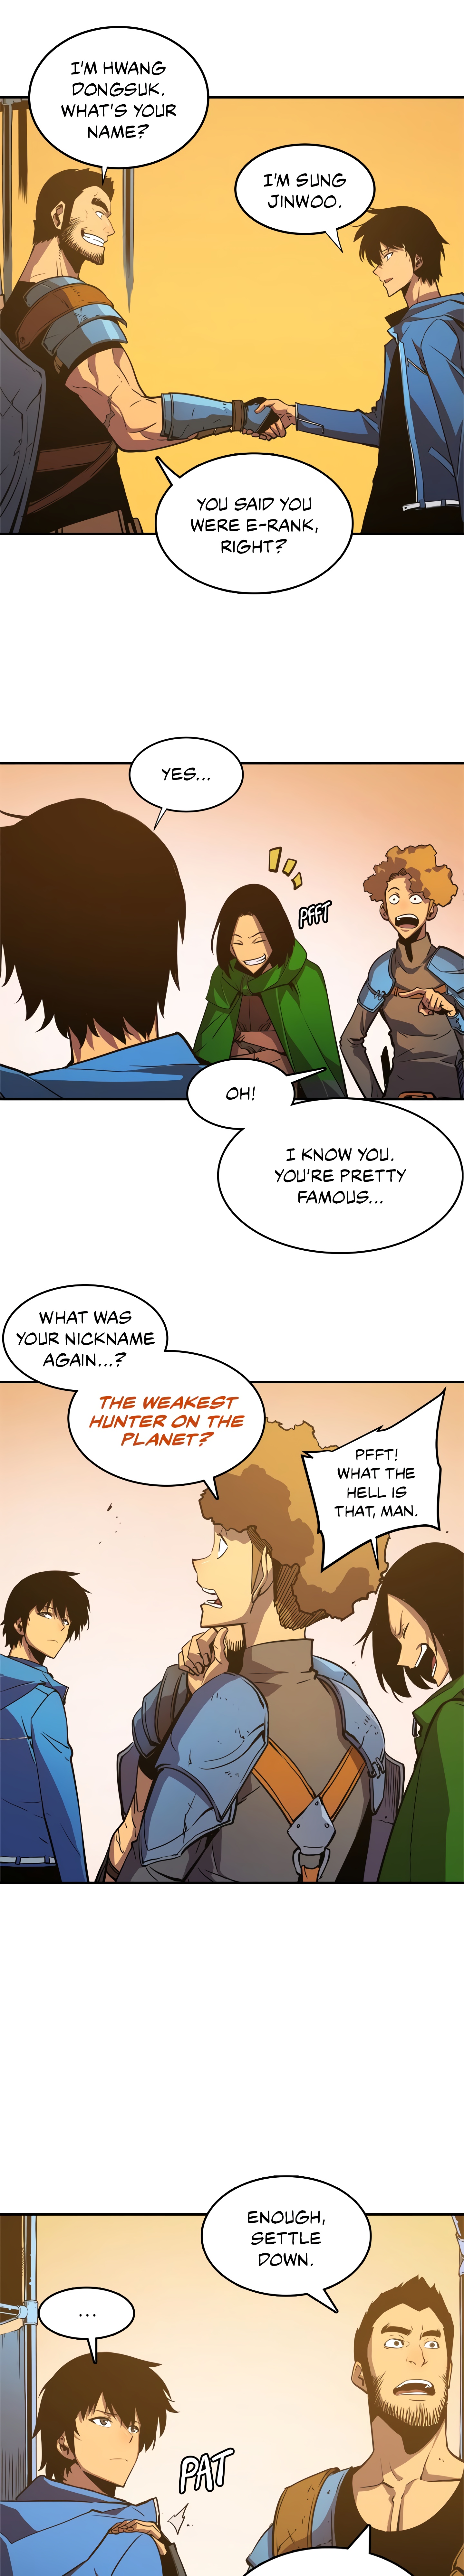 I'M HWANG
DONGSUK.
WHAT'S YOUR
NAME?
I'M SUNG
JINWOO.
YOU SAID YOU
WERE E-RANK,
RIGHT?
YES...
PFFT
OH!
I KNOW YOU.
YOU'RE PRETTY
FAMOUS...
WHAT WAS
YOUR NICKNAME
AGAIN...?
THE WEAKEST
HUNTER ON THE
PLANET?
PFFT!
WHAT THE
HELL IS
THAT, MAN.
ENOUGH,
SETTLE
DOWN.
...
PAT